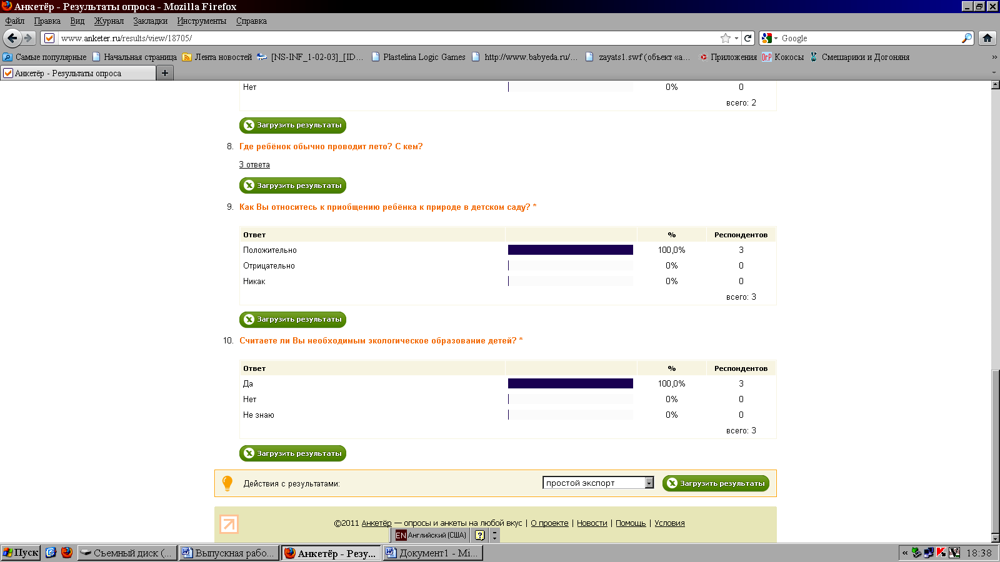 Анкетёр - Результаты опроса - Mozilla Firefox
Файл Правка Вид Журнал Закладки Инструменты Справка
www.anketer.ru/results/view/18705/ Google
Самые популярные Начальная страница Лента новостей [NS-INF_1-02-03]_[ID... Plastelina Logic Games http://www.babyeda.ru/... zayats1.swf (объект «а... Приложения Кокосы Смешарики и Догоняня »
Анкетёр - Результаты опроса +
Нет 0% 0
всего: 2
Загрузить результаты
8. Где ребёнок обычно проводит лето? С кем?
3 ответа
Загрузить результаты
9. Как Вы относитесь к приобщению ребёнка к природе в детском саду? *
Ответ % Респондентов
Положительно 100,0% 3
Отрицательно 0% 0
Никак 0% 0
всего: 3
Загрузить результаты
10. Считаете ли Вы необходимым экологическое образование детей? *
Ответ % Респондентов
Да 100,0% 3
Нет 0% 0
Не знаю 0% 0
всего: 3
Загрузить результаты
Действия с результатами: простой экспорт Загрузить результаты
©2011 Анкетёр — опросы и анкеты на любой вкус | О проекте | Новости | Помощь | Условия
EN Английский (США)
Пуск Съемный диск (... Выпускная рабо... Анкетёр - Резу... Документ1 - Mi... « 18:38